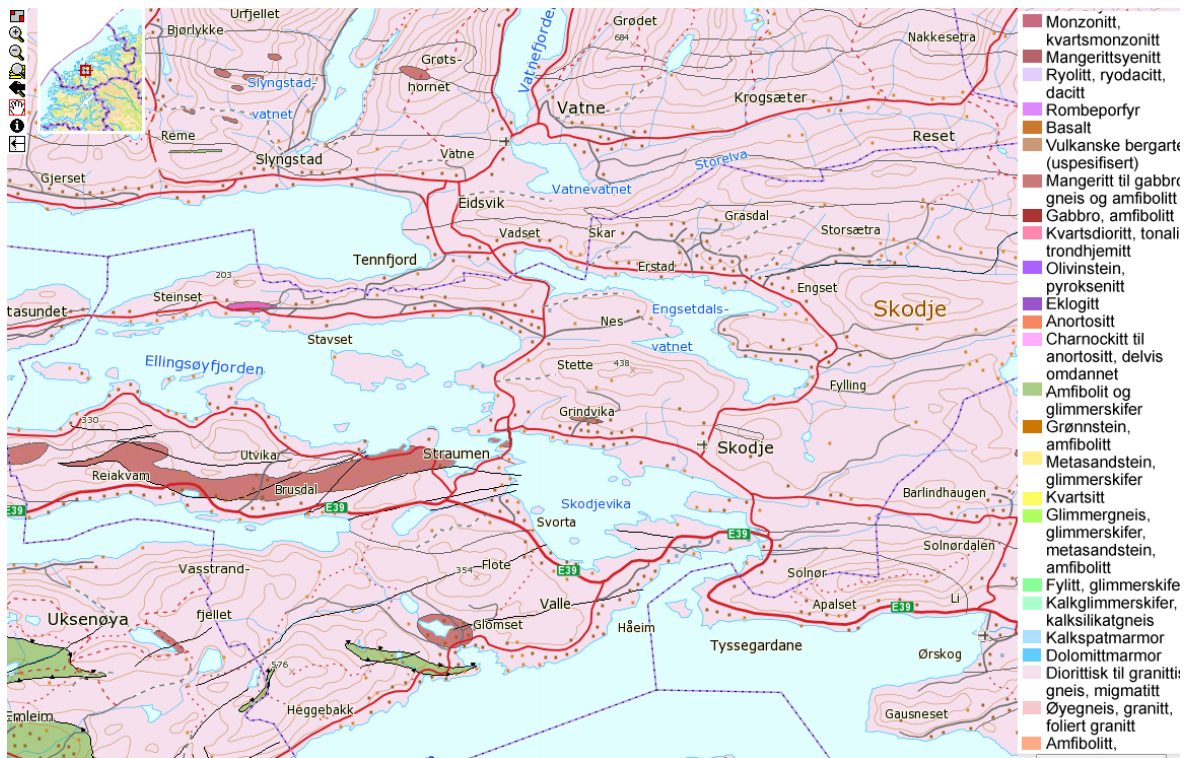 Urfjellet
Bjørlykke
Grøts-
hornet
Slyngstad-
vatnet
Reme
Slyngstad
Gjerset
Vatne
Vatnefjorden
Grødet
684
Nakkesetra
Vatne
Krogsæter
Reset
Storelva
Vatnevatnet
Eidsvik
Vadset
Skar
Grasdal
Storsætra
Tennfjord
Erstad
Engset
203
Steinset
tasundet
Stavset
Nes
Engsetdals-
vatnet
Skodje
Ellingsøyfjorden
Stette
438
Fylling
Grindvika
330
Utvika
Straumen
Skodje
Reiakvam
Brusdal
Barlindhaugen
E39
E39
Skodjevika
Svorta
E39
Solnørdalen
Vasstrand-
fjellet
354
Flote
E39
Solnør
Uksenøya
Valle
Apalset
E39
Li
Glomset
Håeim
Tyssegardane
Ørskog
576
Heggebakk
Emleim
Gausneset
Monzonitt,
kvartsmonzonitt
Mangerittsyenitt
Ryolitt, ryodacitt,
dacitt
Rombeporfyr
Basalt
Vulkanske bergarte
(uspesifisert)
Mangeritt til gabbro
gneis og amfibolitt
Gabbro, amfibolitt
Kvartsdioritt, tonali
trondhjemitt
Olivinstein,
pyroksenitt
Eklogitt
Anortositt
Charnockitt til
anortositt, delvis
omdannet
Amfibolit og
glimmerskifer
Grønnstein,
amfibolitt
Metasandstein,
glimmerskifer
Kvartsitt
Glimmergneis,
glimmerskifer,
metasandstein,
amfibolitt
Fylitt, glimmerskife
Kalkglimmerskifer,
kalksilikatgneis
Kalkspatmarmor
Dolomittmarmor
Diorittisk til granittis
gneis, migmatitt
Øyegneis, granitt,
foliert granitt
Amfibolitt,